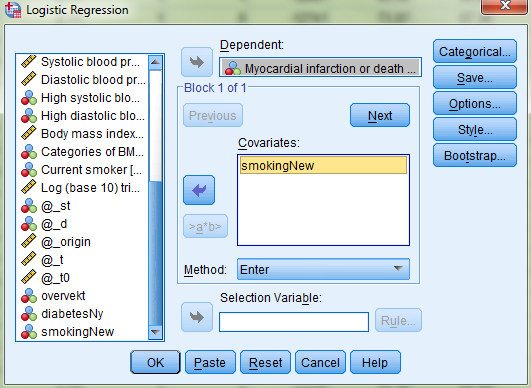 Logistic Regression
Systolic blood pr...
Diastolic blood pr...
High systolic blo...
High diastolic blo...
Body mass index...
Categories of BM...
Current smoker [...
Log (base 10) tri...
@_st
@_d
@_origin
@_t
@_t0
overvekt
diabetesNy
smokingNew
Dependent:
Myocardial infarction or death ...
Block 1 of 1
Previous
Next
Covariates:
smokingNew
>a*b>
Method:
Enter
Selection Variable:
Rule...
Categorical...
Save...
Options...
Style...
Bootstrap...
OK
Paste
Reset
Cancel
Help